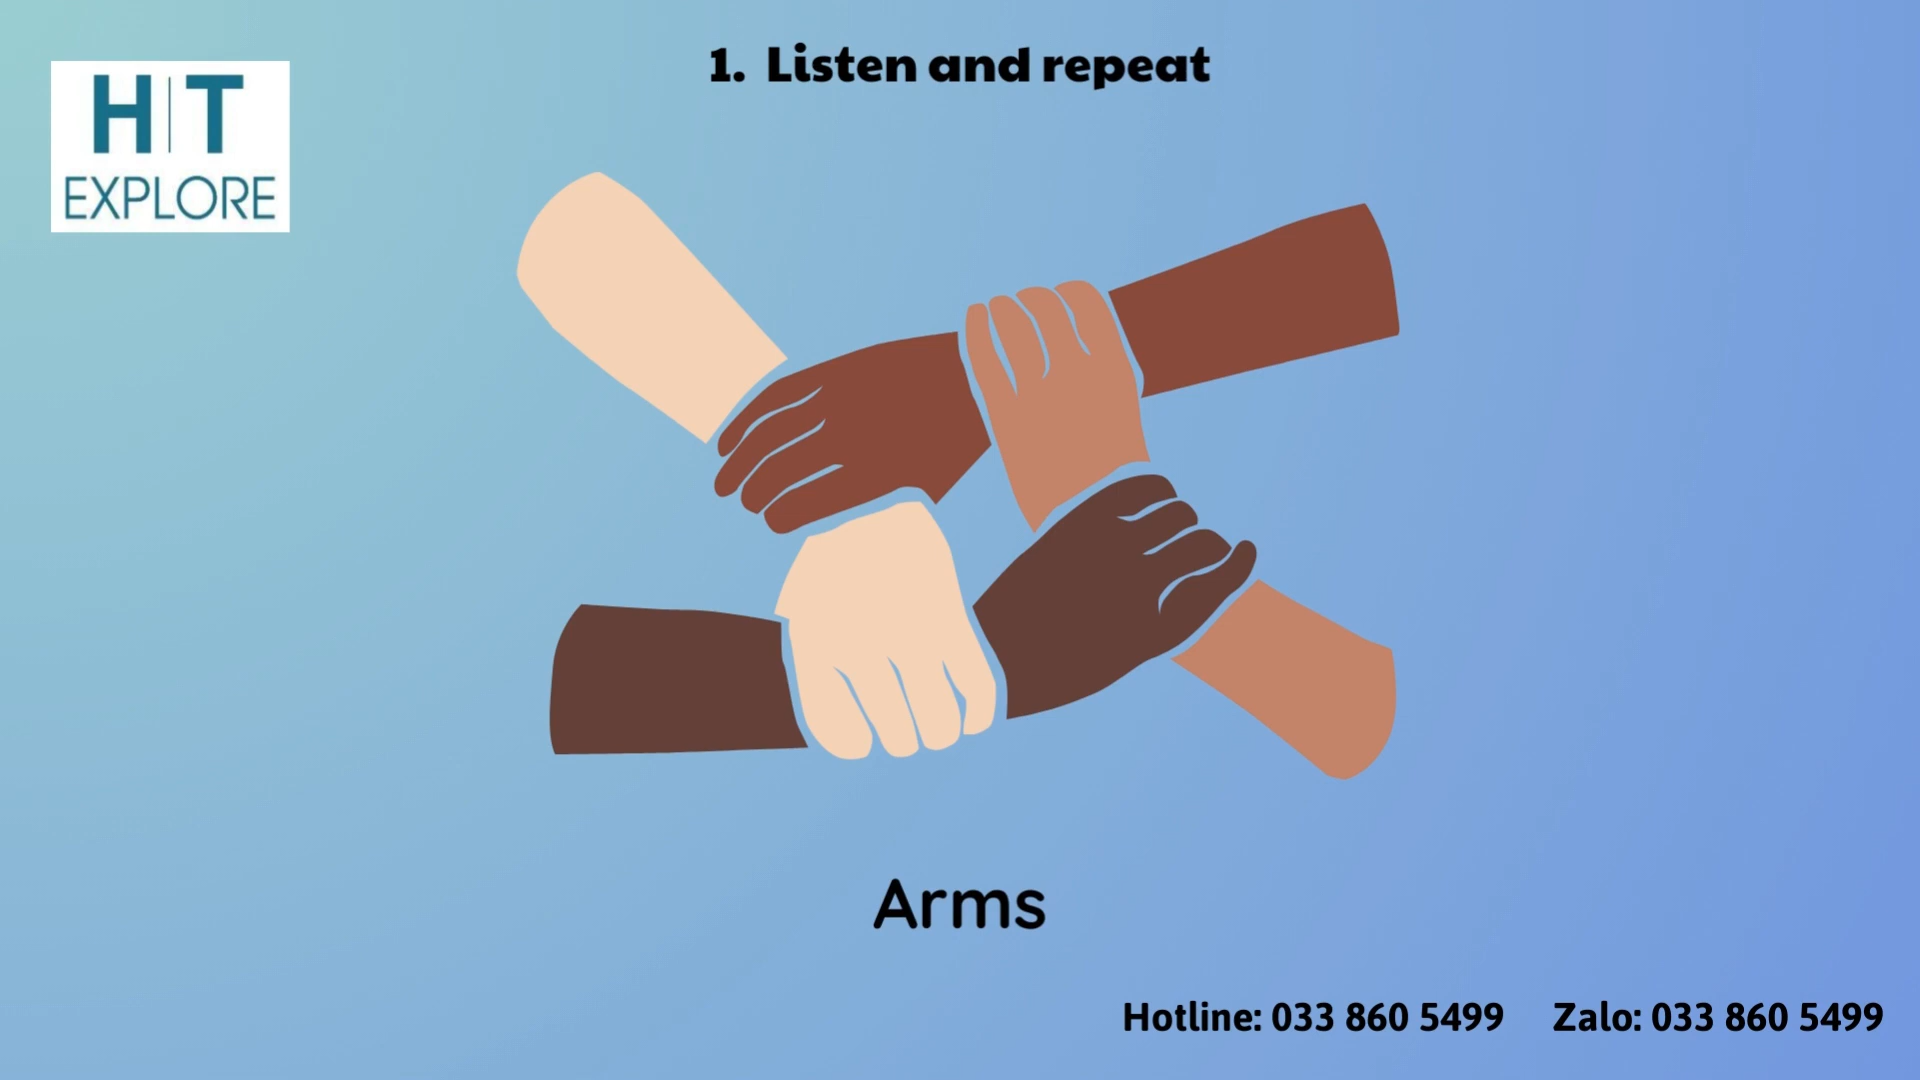 1. Listen and repeat
H|T
EXPLORE
Arms
Hotline: 033 860 5499 Zalo: 033 860 5499